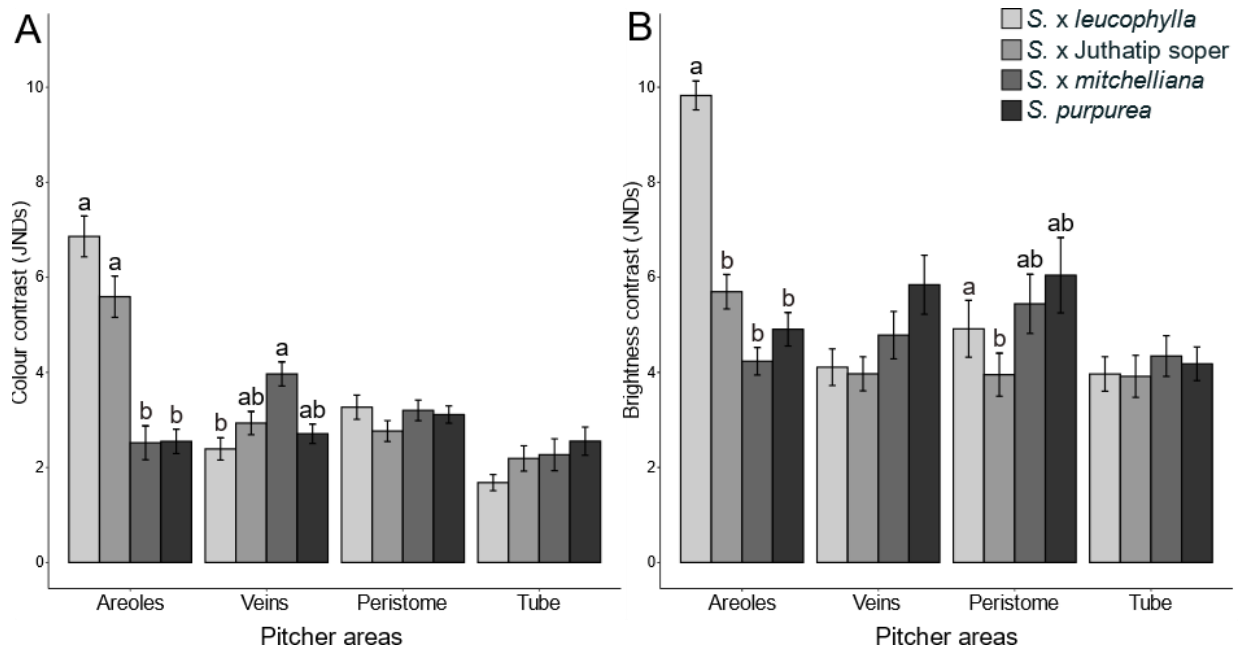 A
Colour contrast (JNDs)
10
8
6
4
2
0
a
a
b
b
b
ab
a
ab
Areoles
Veins
Peristome
Tube
Pitcher areas
B
S. x leucophylla
S. x Juthatip soper
S. x mitchelliana
S. purpurea
Brightness contrast (JNDs)
10
8
6
4
2
0
a
b
b
b
a
b
ab
ab
Areoles
Veins
Peristome
Tube
Pitcher areas